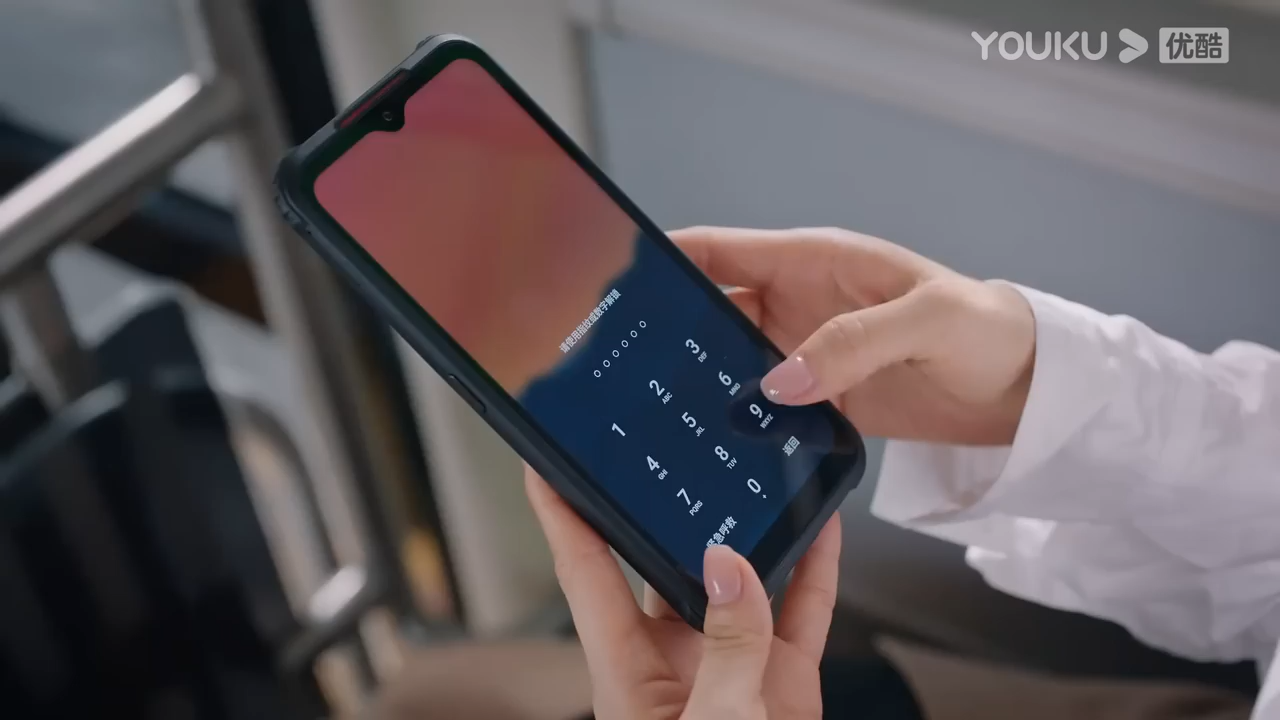 YOUKU 优酷
请使用指纹或数字解锁
1
2 ABC
3 DEF
4 GHI
5 JKL
6 MNO
7 PQRS
8 TUV
9 WXYZ
紧急呼救
0
返回